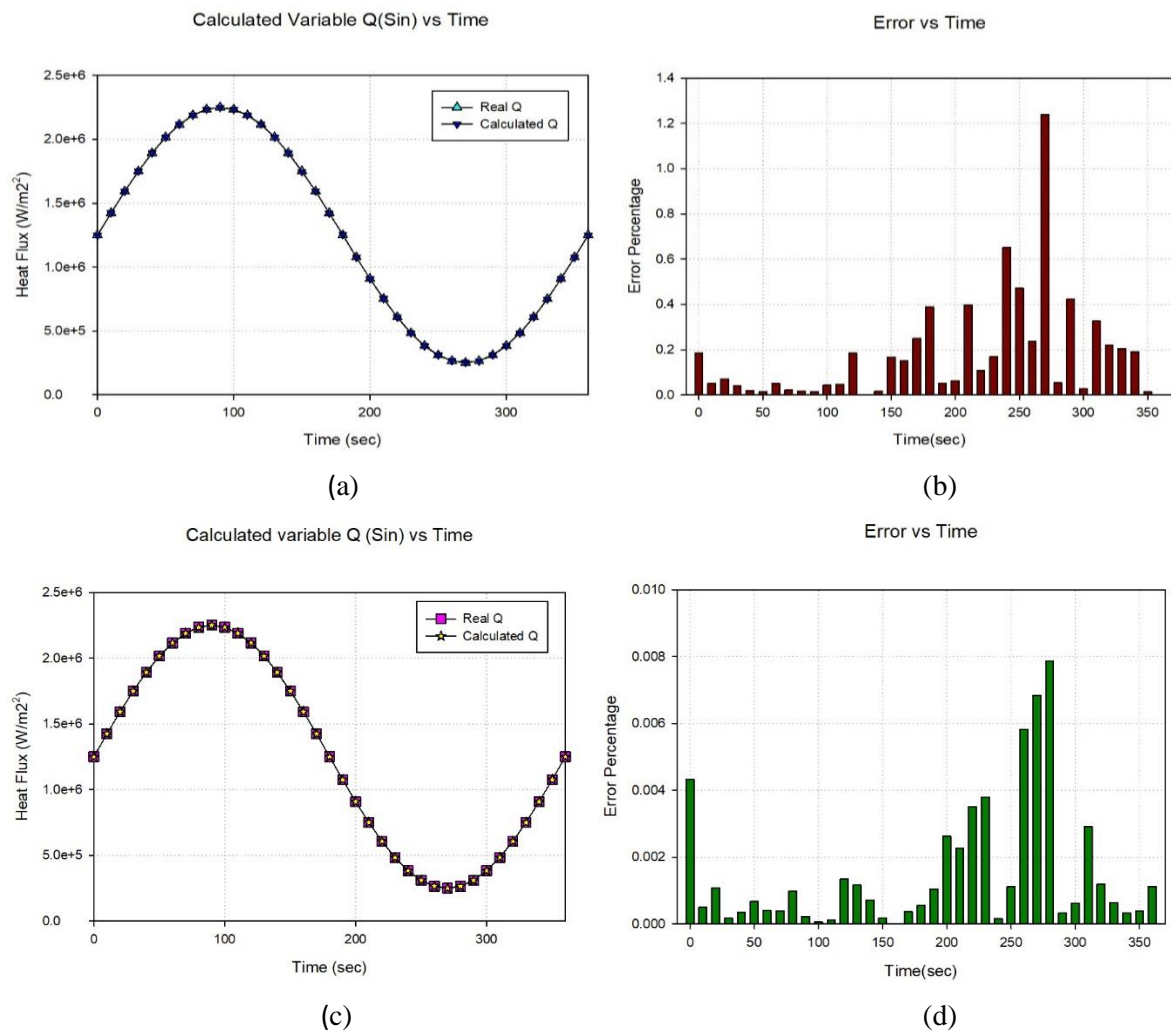 Calculated Variable Q(Sin) vs Time
2.5e+6
2.0e+6
1.5e+6
1.0e+6
5.0e+5
0.0
Heat Flux (W/m2²)
Real Q
Calculated Q
0 100 200 300
Time (sec)
(a)
Error vs Time
1.4
1.2
1.0
0.8
0.6
0.4
0.2
0.0
Error Percentage
0 50 100 150 200 250 300 350
Time(sec)
(b)
Calculated variable Q (Sin) vs Time
2.5e+6
2.0e+6
1.5e+6
1.0e+6
5.0e+5
0.0
Heat Flux (W/m2²)
Real Q
Calculated Q
0 100 200 300
Time (sec)
(c)
Error vs Time
0.010
0.008
0.006
0.004
0.002
0.000
Error Percentage
0 50 100 150 200 250 300 350
Time(sec)
(d)